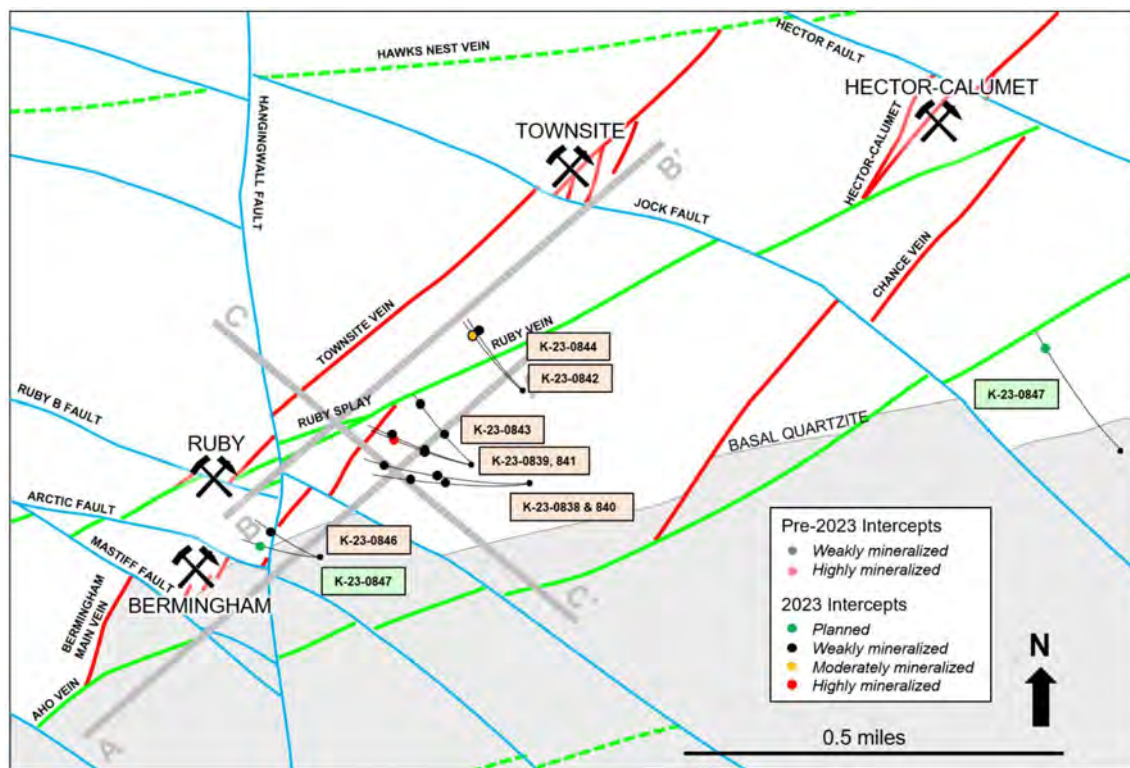 HAWKS NEST VEIN
HECTOR FAULT
HECTOR-CALUMET
TOWNSITE
HANGINGWALL FAULT
HECTOR-CALUMET
B'
JOCK FAULT
CHANCE VEIN
C
TOWNSITE VEIN
RUBY VEIN
K-23-0844
K-23-0842
K-23-0847
RUBY B FAULT
RUBY SPLAY
K-23-0843
BASAL QUARTZITE
RUBY
K-23-0839, 841
K-23-0838 & 840
ARCTIC FAULT
B
MASTIFF FAULT
K-23-0846
K-23-0847
BERMINGHAM
BERMINGHAM
MAIN VEIN
C'
AHO VEIN
A
Pre-2023 Intercepts
Weakly mineralized
Highly mineralized
2023 Intercepts
Planned
Weakly mineralized
Moderately mineralized
Highly mineralized
N
0.5 miles